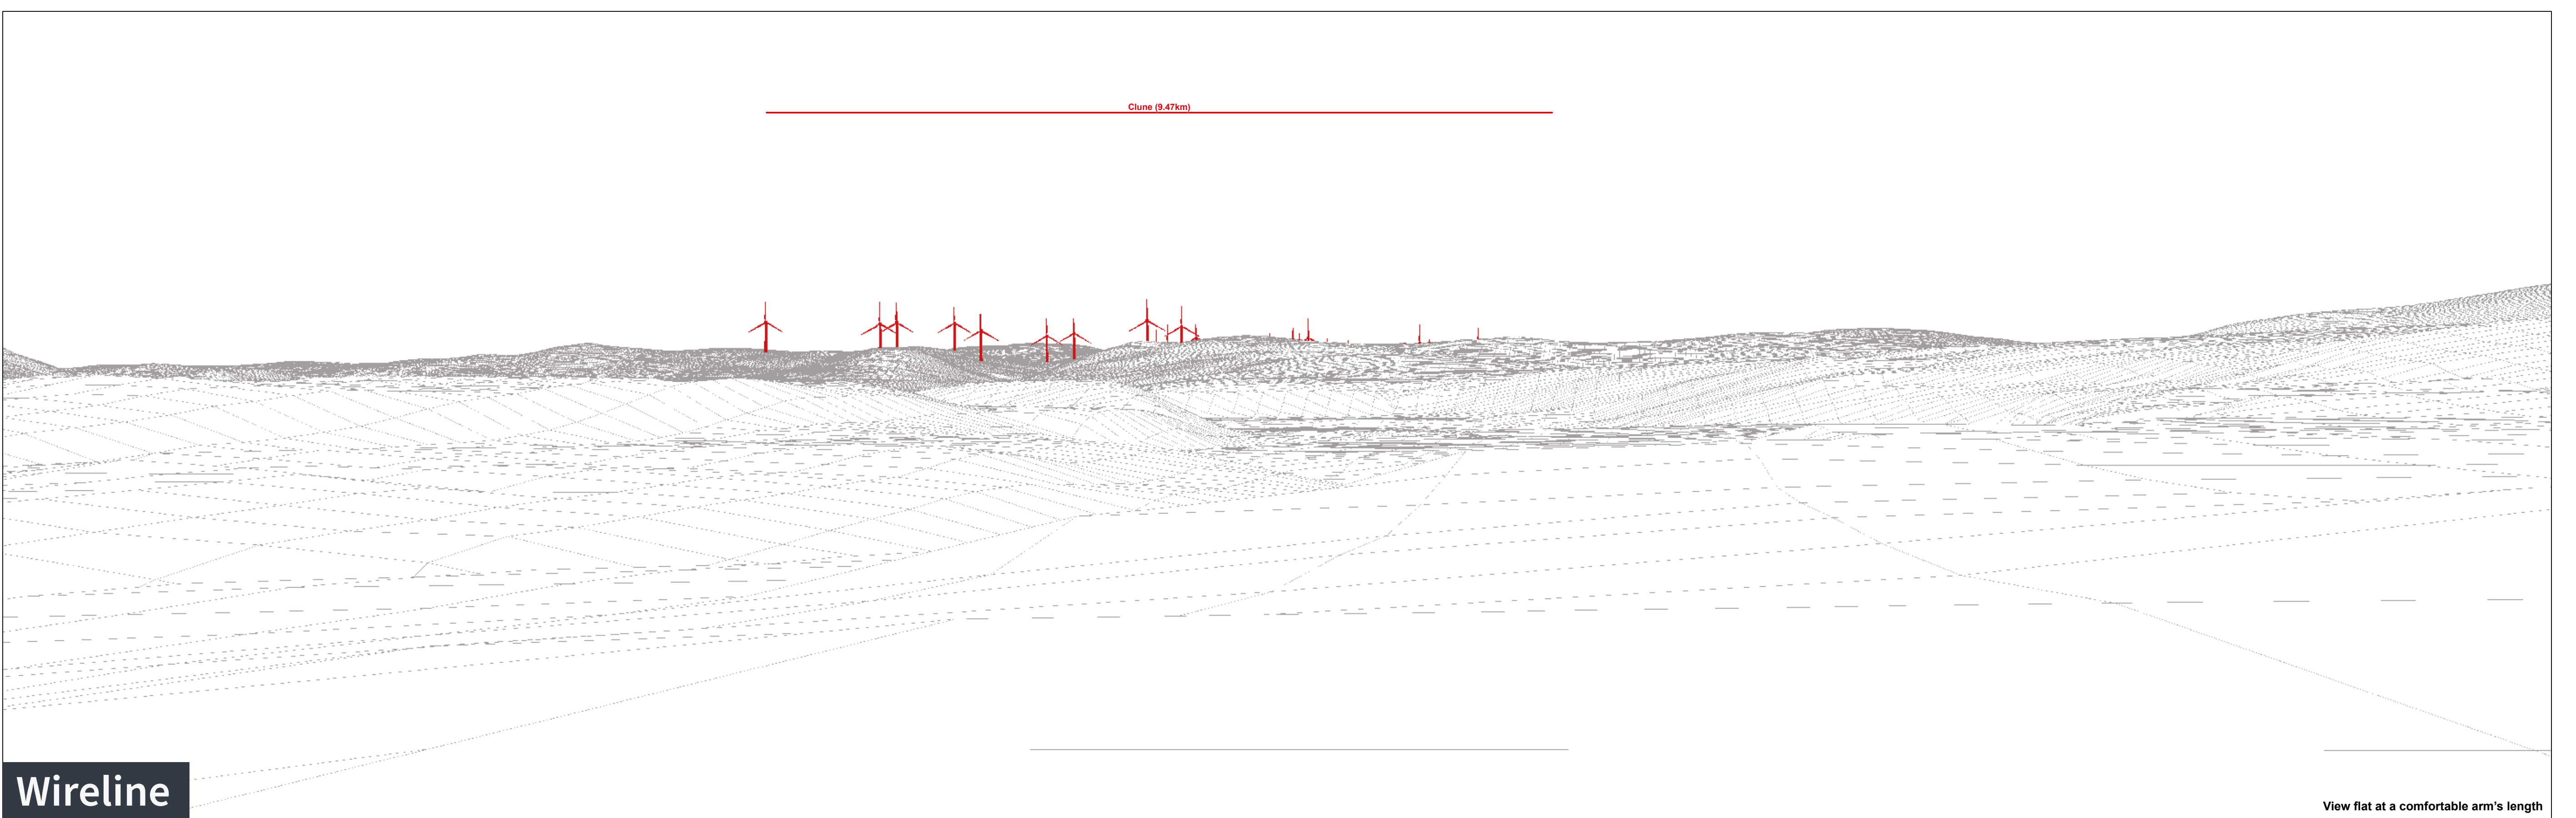 Clune (9.47km)
Wireline
View flat at a comfortable arm's length